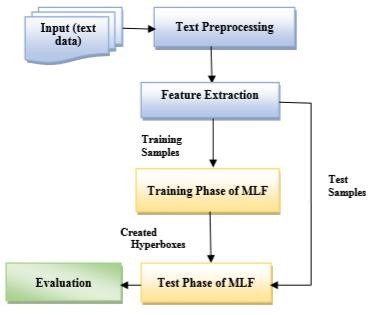 Input (text
data)
Text Preprocessing
Feature Extraction
Training
Samples
Training Phase of MLF
Test
Samples
Created
Hyperboxes
Evaluation
Test Phase of MLF